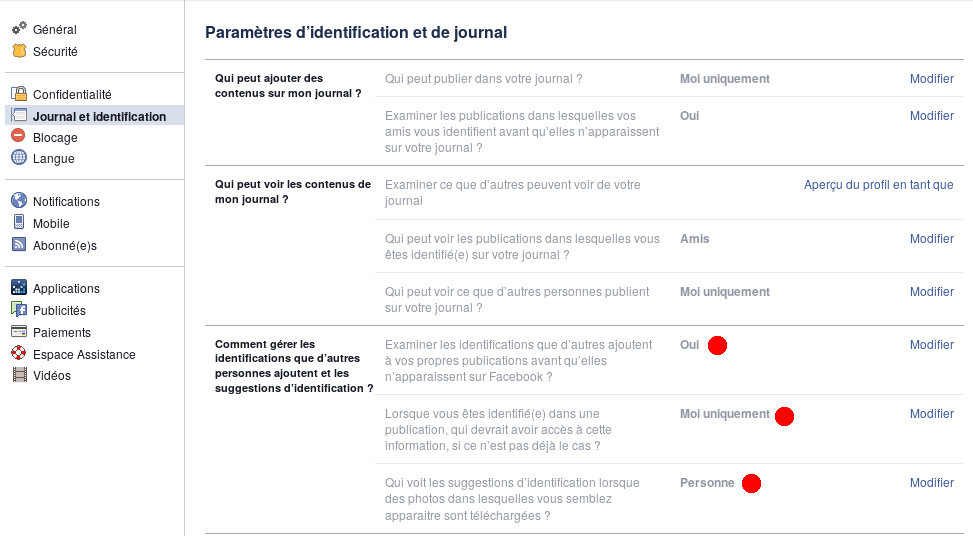 Général
Sécurité
Confidentialité
Journal et identification
Blocage
Langue
Notifications
Mobile
Abonné(e)s
Applications
Publicités
Paiements
Espace Assistance
Vidéos
Paramètres d’identification et de journal
Qui peut ajouter des
contenus sur mon journal ?
Qui peut publier dans votre journal ?
Moi uniquement
Modifier
Examiner les publications dans lesquelles vos
amis vous identifient avant qu’elles n’apparaissent
sur votre journal ?
Oui
Modifier
Qui peut voir les contenus de
mon journal ?
Examiner ce que d’autres peuvent voir de votre
journal
Aperçu du profil en tant que
Qui peut voir les publications dans lesquelles vous
êtes identifié(e) sur votre journal ?
Amis
Modifier
Qui peut voir ce que d’autres personnes publient
sur votre journal ?
Moi uniquement
Modifier
Comment gérer les
identifications que d’autres
personnes ajoutent et les
suggestions d’identification ?
Examiner les identifications que d’autres ajoutent
à vos propres publications avant qu’elles
n’apparaissent sur Facebook ?
Oui
Modifier
Lorsque vous êtes identifié(e) dans une
publication, qui devrait avoir accès à cette
information, si ce n’est pas déjà le cas ?
Moi uniquement
Modifier
Qui voit les suggestions d’identification lorsque
des photos dans lesquelles vous semblez
apparaitre sont téléchargées ?
Personne
Modifier